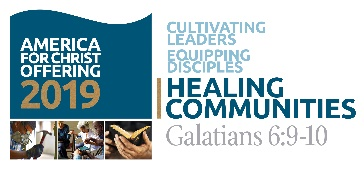 AMERICA
FOR CHRIST
OFFERING
2019
CULTIVATING
LEADERS
EQUIPPING
DISCIPLES
HEALING
COMMUNITIES
Galatians 6:9-10